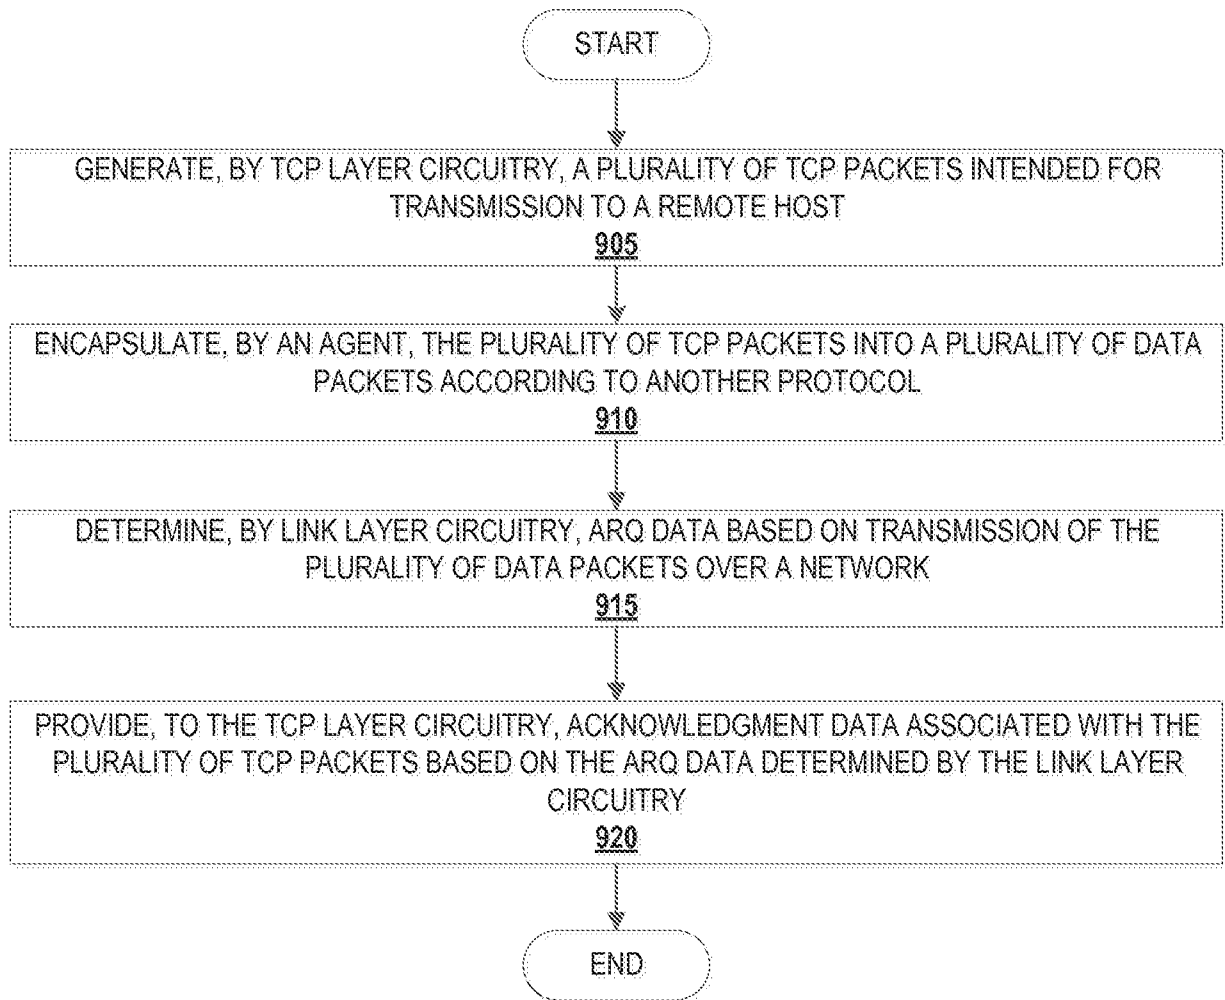 START
GENERATE, BY TCP LAYER CIRCUITRY, A PLURALITY OF TCP PACKETS INTENDED FOR
TRANSMISSION TO A REMOTE HOST
905
ENCAPSULATE, BY AN AGENT, THE PLURALITY OF TCP PACKETS INTO A PLURALITY OF DATA
PACKETS ACCORDING TO ANOTHER PROTOCOL
910
DETERMINE, BY LINK LAYER CIRCUITRY, ARQ DATA BASED ON TRANSMISSION OF THE
PLURALITY OF DATA PACKETS OVER A NETWORK
915
PROVIDE, TO THE TCP LAYER CIRCUITRY, ACKNOWLEDGMENT DATA ASSOCIATED WITH THE
PLURALITY OF TCP PACKETS BASED ON THE ARQ DATA DETERMINED BY THE LINK LAYER
CIRCUITRY
920
END